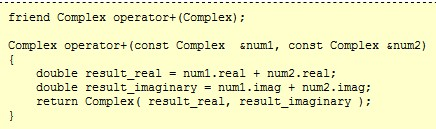 friend Complex operator+(Complex);
Complex operator+(const Complex &num1, const Complex &num2)
{
double result_real = num1.real + num2.real;
double result_imaginary = num1.imag + num2.imag;
return Complex( result_real, result_imaginary );
}